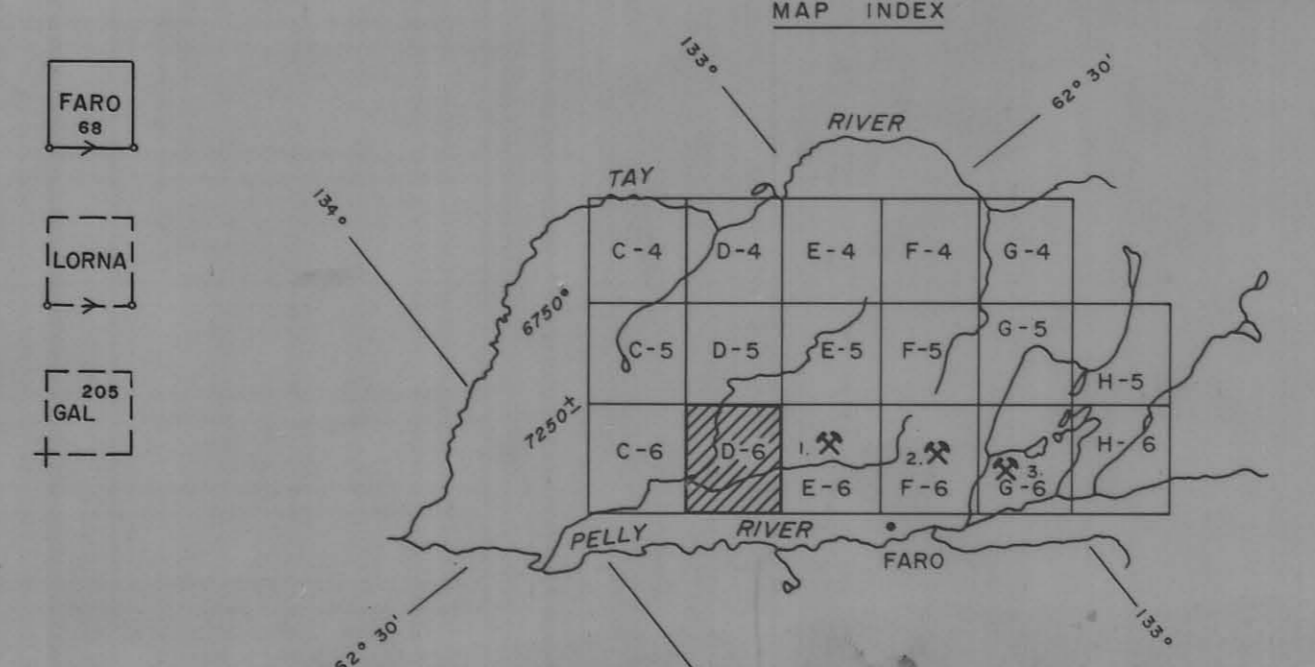 MAP INDEX
FARO
68
LORNA
205
GAL
134°
133°
62° 30'
RIVER
TAY
6750°
7250±
C-4
D-4
E-4
F-4
G-4
C-5
D-5
E-5
F-5
G-5
H-5
C-6
D-6
1.
E-6
2.
F-6
3.
G-6
H-6
PELLY
RIVER
FARO
62° 30'
133°